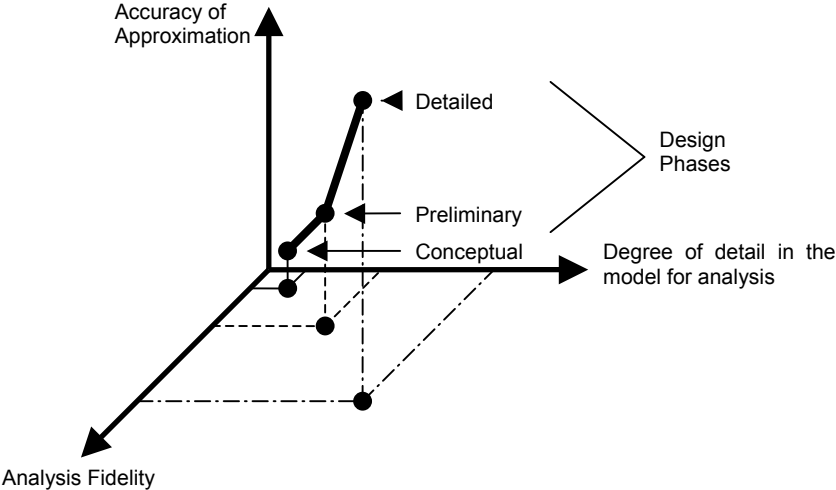 Accuracy of
Approximation
Detailed
Design
Phases
Preliminary
Conceptual
Degree of detail in the
model for analysis
Analysis Fidelity